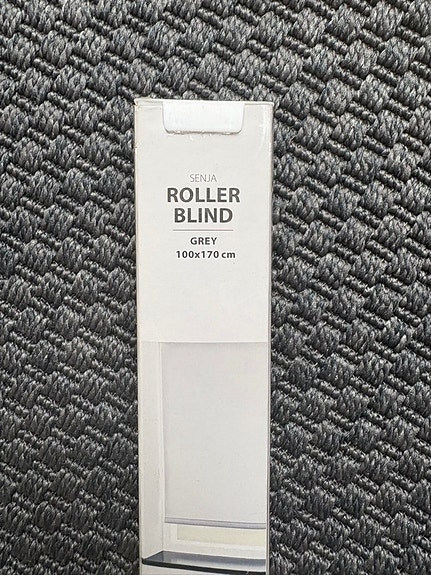 SENJA
ROLLER
BLIND
GREY
100x170 cm